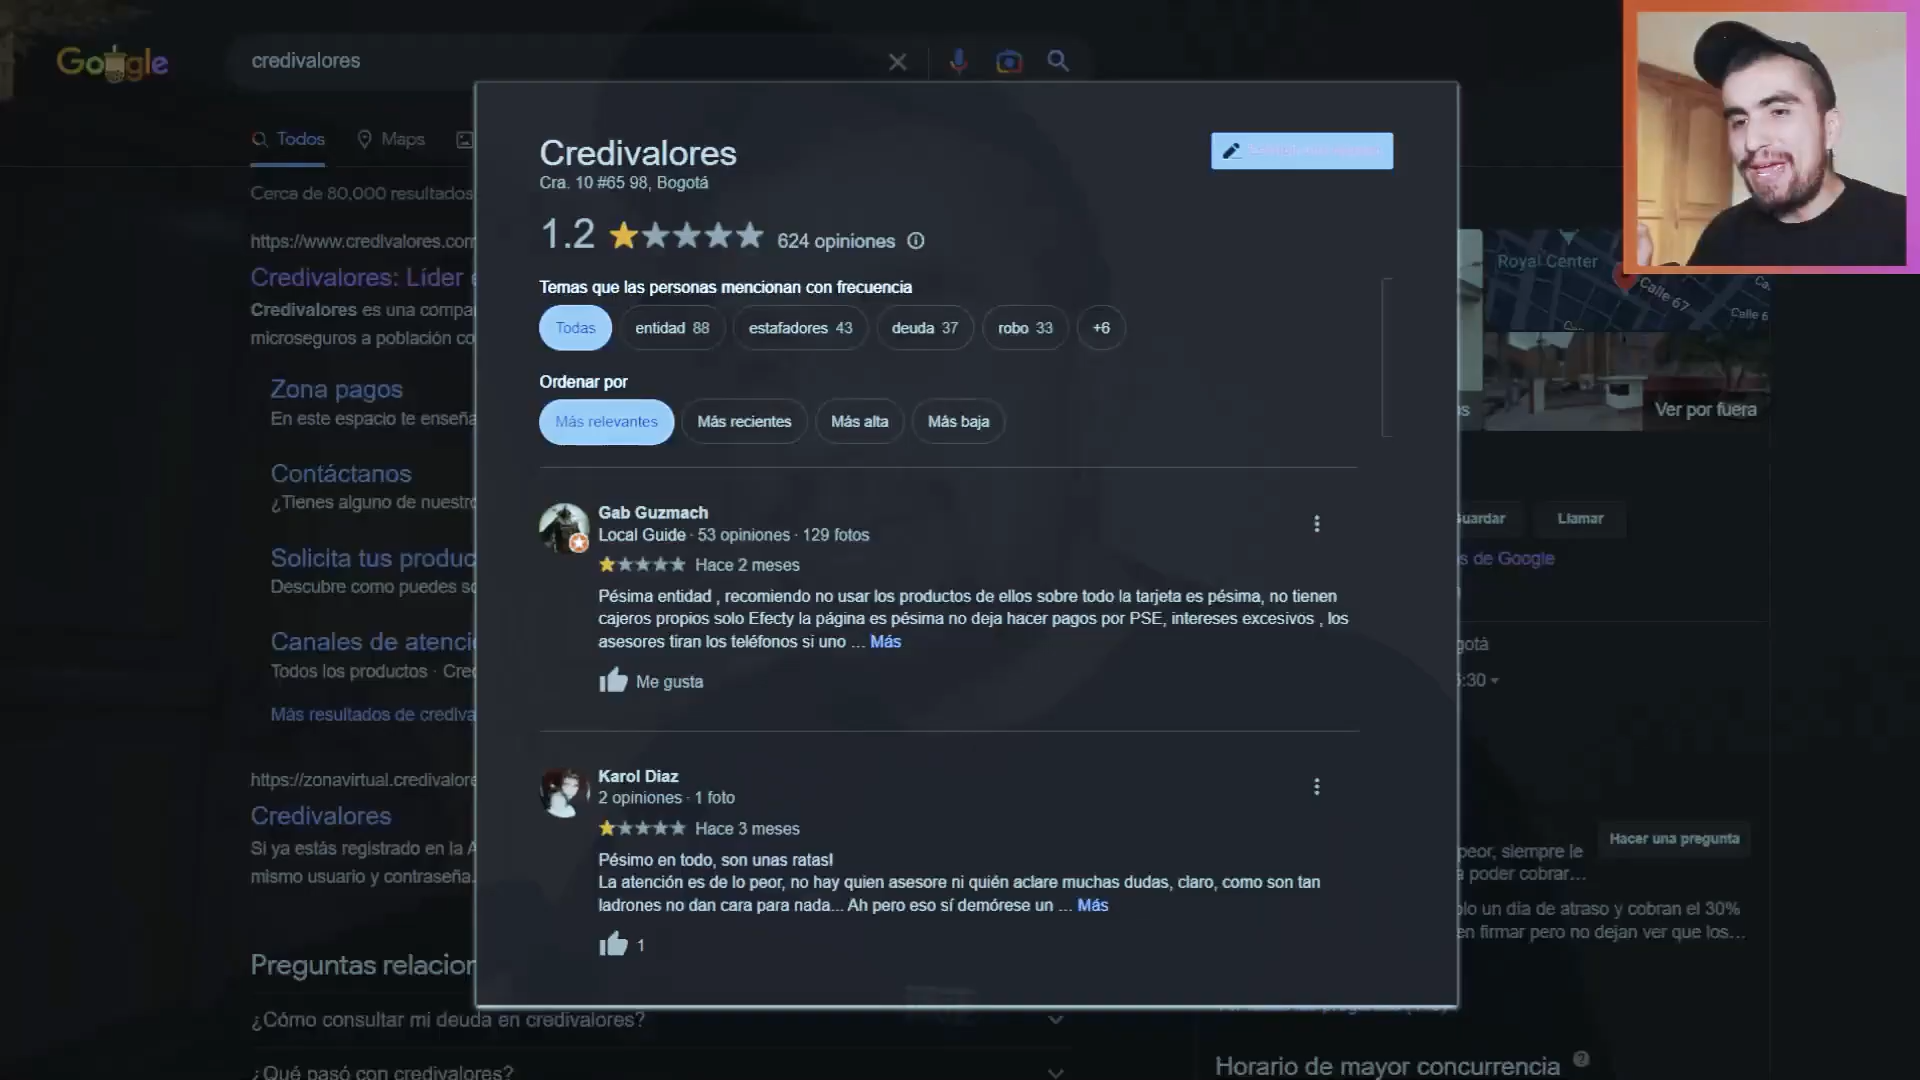 Google
credivalores
Todos
Maps
Cerca de 80,000 resultados
https://www.credivalores.com
Credivalores: Líder
Credivalores es una compa
microseguros a población co
Zona pagos
En este espacio te enseña
Contáctanos
¿Tienes alguno de nuestro
Solicita tus produc
Descubre como puedes so
Canales de atenci
Todos los productos · Cre
Más resultados de crediva
https://zonavirtual.credivalore
Credivalores
Si ya estás registrado en la A
mismo usuario y contraseña.
Preguntas relacion
¿Cómo consultar mi deuda en credivalores?
¿Qué pasó con credivalores?
Credivalores
Cra. 10 #65 98, Bogotá
1.2
624 opiniones
Temas que las personas mencionan con frecuencia
Todas
entidad 88
estafadores 43
deuda 37
robo 33
+6
Ordenar por
Más relevantes
Más recientes
Más alta
Más baja
Gab Guzmach
Local Guide · 53 opiniones · 129 fotos
Hace 2 meses
Pésima entidad , recomiendo no usar los productos de ellos sobre todo la tarjeta es pésima, no tienen
cajeros propios solo Efecty la página es pésima no deja hacer pagos por PSE, intereses excesivos , los
asesores tiran los teléfonos si uno ... Más
Me gusta
Karol Diaz
2 opiniones · 1 foto
Hace 3 meses
Pésimo en todo, son unas ratas!
La atención es de lo peor, no hay quien asesore ni quién aclare muchas dudas, claro, como son tan
ladrones no dan cara para nada... Ah pero eso sí demórese un ... Más
1
Royal Center
Calle 67
Calle 6
Ver por fuera
Guardar
Llamar
s de Google
gotá
5:30
Hacer una pregunta
peor, siempre le
a poder cobrar...
olo un dia de atraso y cobran el 30%
en firmar pero no dejan ver que los...
Horario de mayor concurrencia